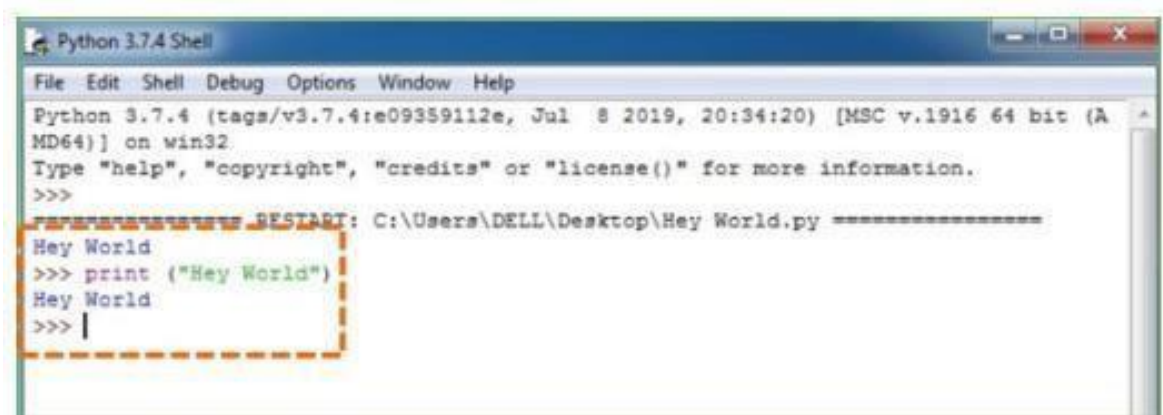 Python 3.7.4 Shell
File Edit Shell Debug Options Window Help
Python 3.7.4 (tags/v3.7.4:e09359112e, Jul  8 2019, 20:34:20) [MSC v.1916 64 bit (A
MD64)] on win32
Type "help", "copyright", "credits" or "license()" for more information.
>>>
================ RESTART: C:\Users\DELL\Desktop\Hey World.py ================
Hey World
>>> print ("Hey World")
Hey World
>>>